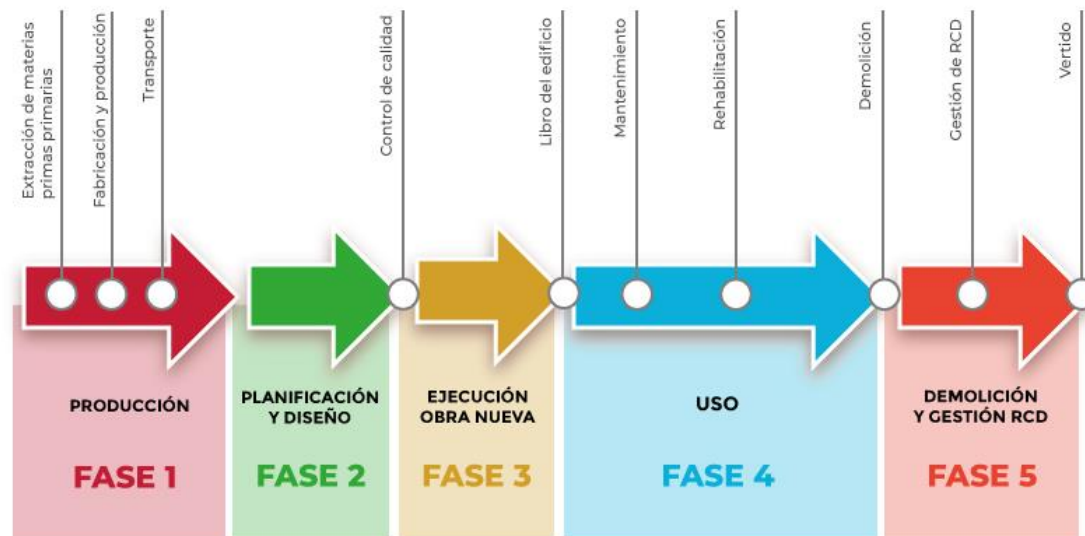 Extracción de materias
primas primarias
Fabricación y producción
Transporte
Control de calidad
Libro del edificio
Mantenimiento
Rehabilitación
Demolición
Gestión de RCD
Vertido
PRODUCCIÓN
FASE 1
PLANIFICACIÓN
Y DISEÑO
FASE 2
EJECUCIÓN
OBRA NUEVA
FASE 3
USO
FASE 4
DEMOLICIÓN
Y GESTIÓN RCD
FASE 5